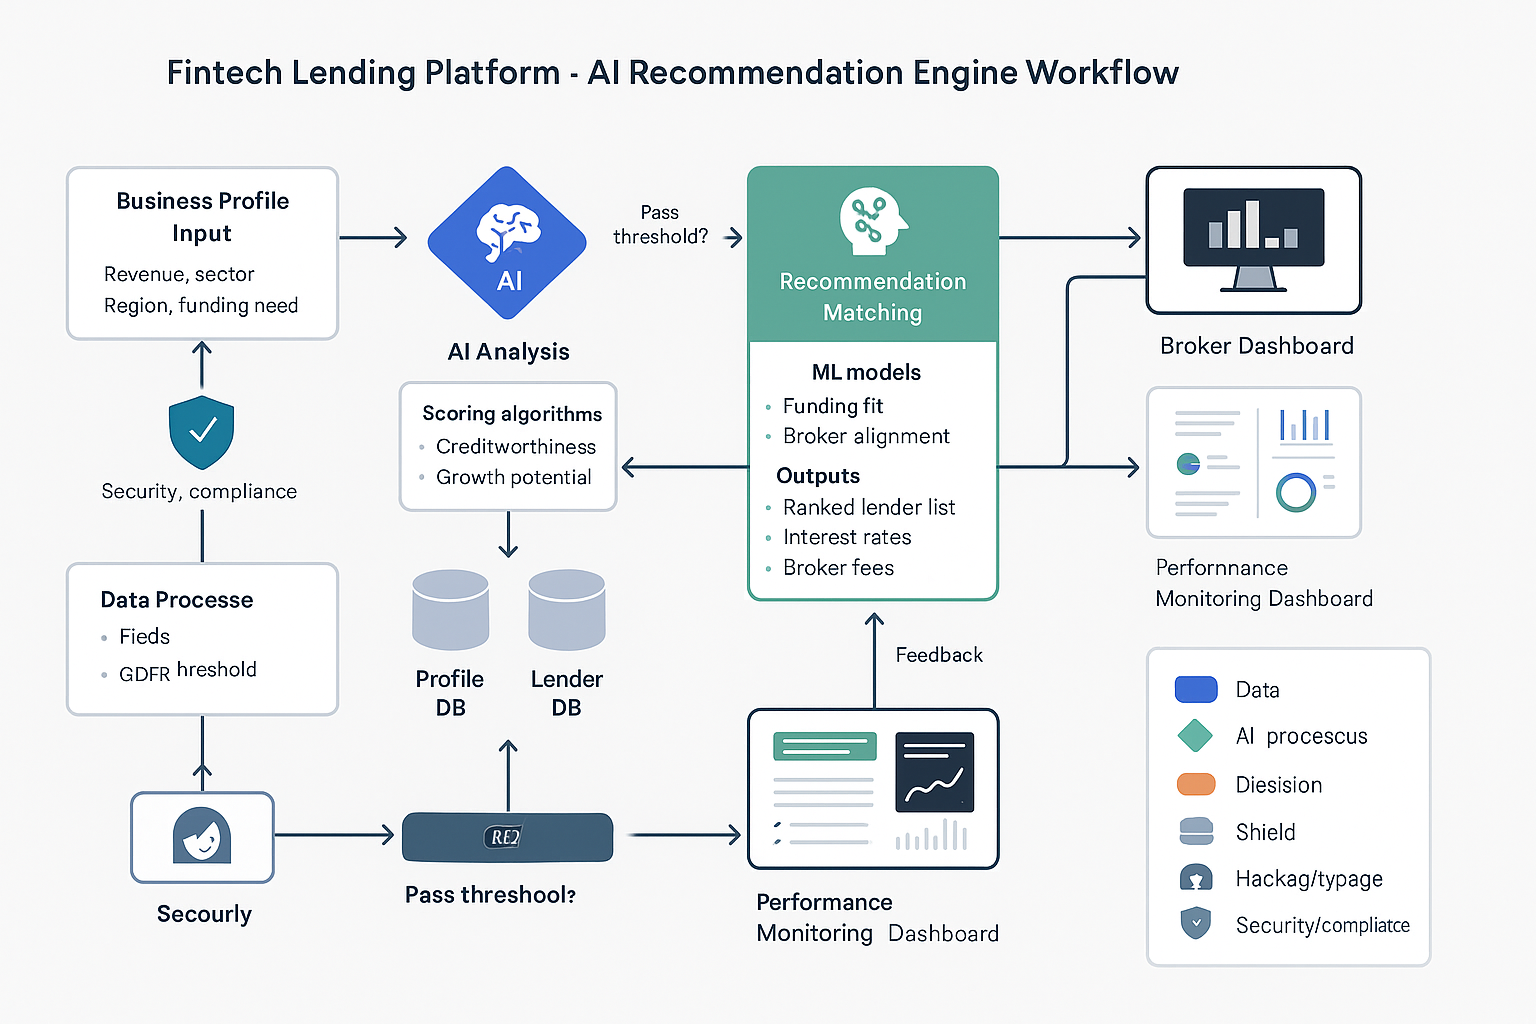 Fintech Lending Platform - AI Recommendation Engine Workflow
Business Profile
Input
Revenue, sector
Region, funding need
AI
AI Analysis
Pass
threshold?
Recommendation
Matching
ML models
Funding fit
Broker alignment
Outputs
Ranked lender list
Interest rates
Broker fees
Broker Dashboard
Scoring algorithms
Creditworthiness
Growth potential
Security, compliance
Data Processe
Fieds
GDFR hreshold
Profile
DB
Lender
DB
Perfornnance
Monitoring Dashboard
Feedback
Secourly
RE2
Pass threshool?
Performance
Monitoring Dashboard
Data
AI procescus
Diesision
Shield
Hackag/typage
Security/compliatce